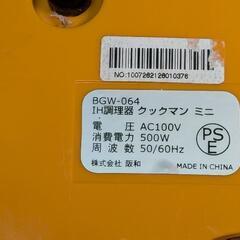 NO:1007262126010376
BGW-064
IH調理器 クックマン ミニ
電圧 AC100V
消費電力 500W
周波数 50/60Hz
株式会社 阪和
PS
E
MADE IN CHINA